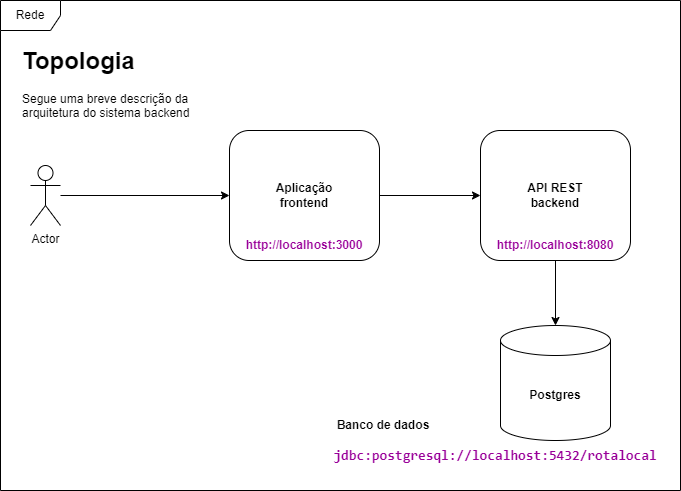 Rede
Topologia
Segue uma breve descrição da
arquitetura do sistema backend
Actor
Aplicação
frontend
http://localhost:3000
API REST
backend
http://localhost:8080
Postgres
Banco de dados
jdbc:postgresql://localhost:5432/rotalocal